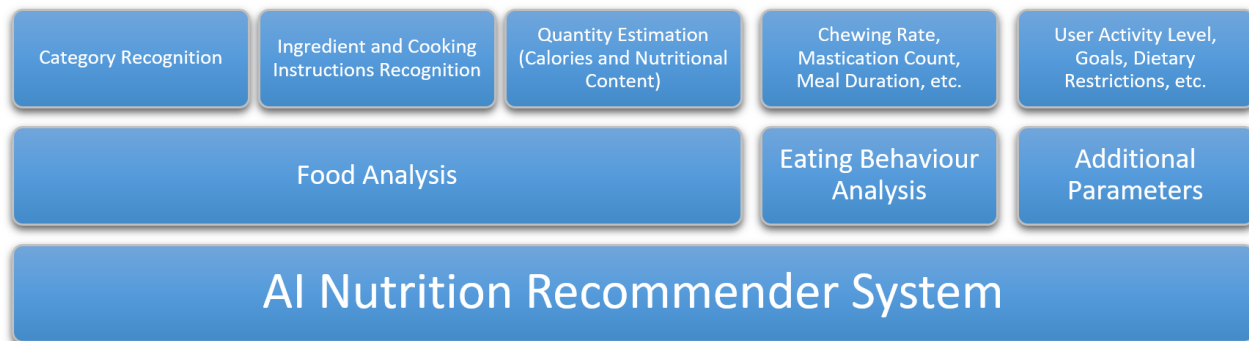 Category Recognition
Ingredient and Cooking
Instructions Recognition
Quantity Estimation
(Calories and Nutritional
Content)
Chewing Rate,
Mastication Count,
Meal Duration, etc.
User Activity Level,
Goals, Dietary
Restrictions, etc.
Food Analysis
Eating Behaviour
Analysis
Additional
Parameters
AI Nutrition Recommender System